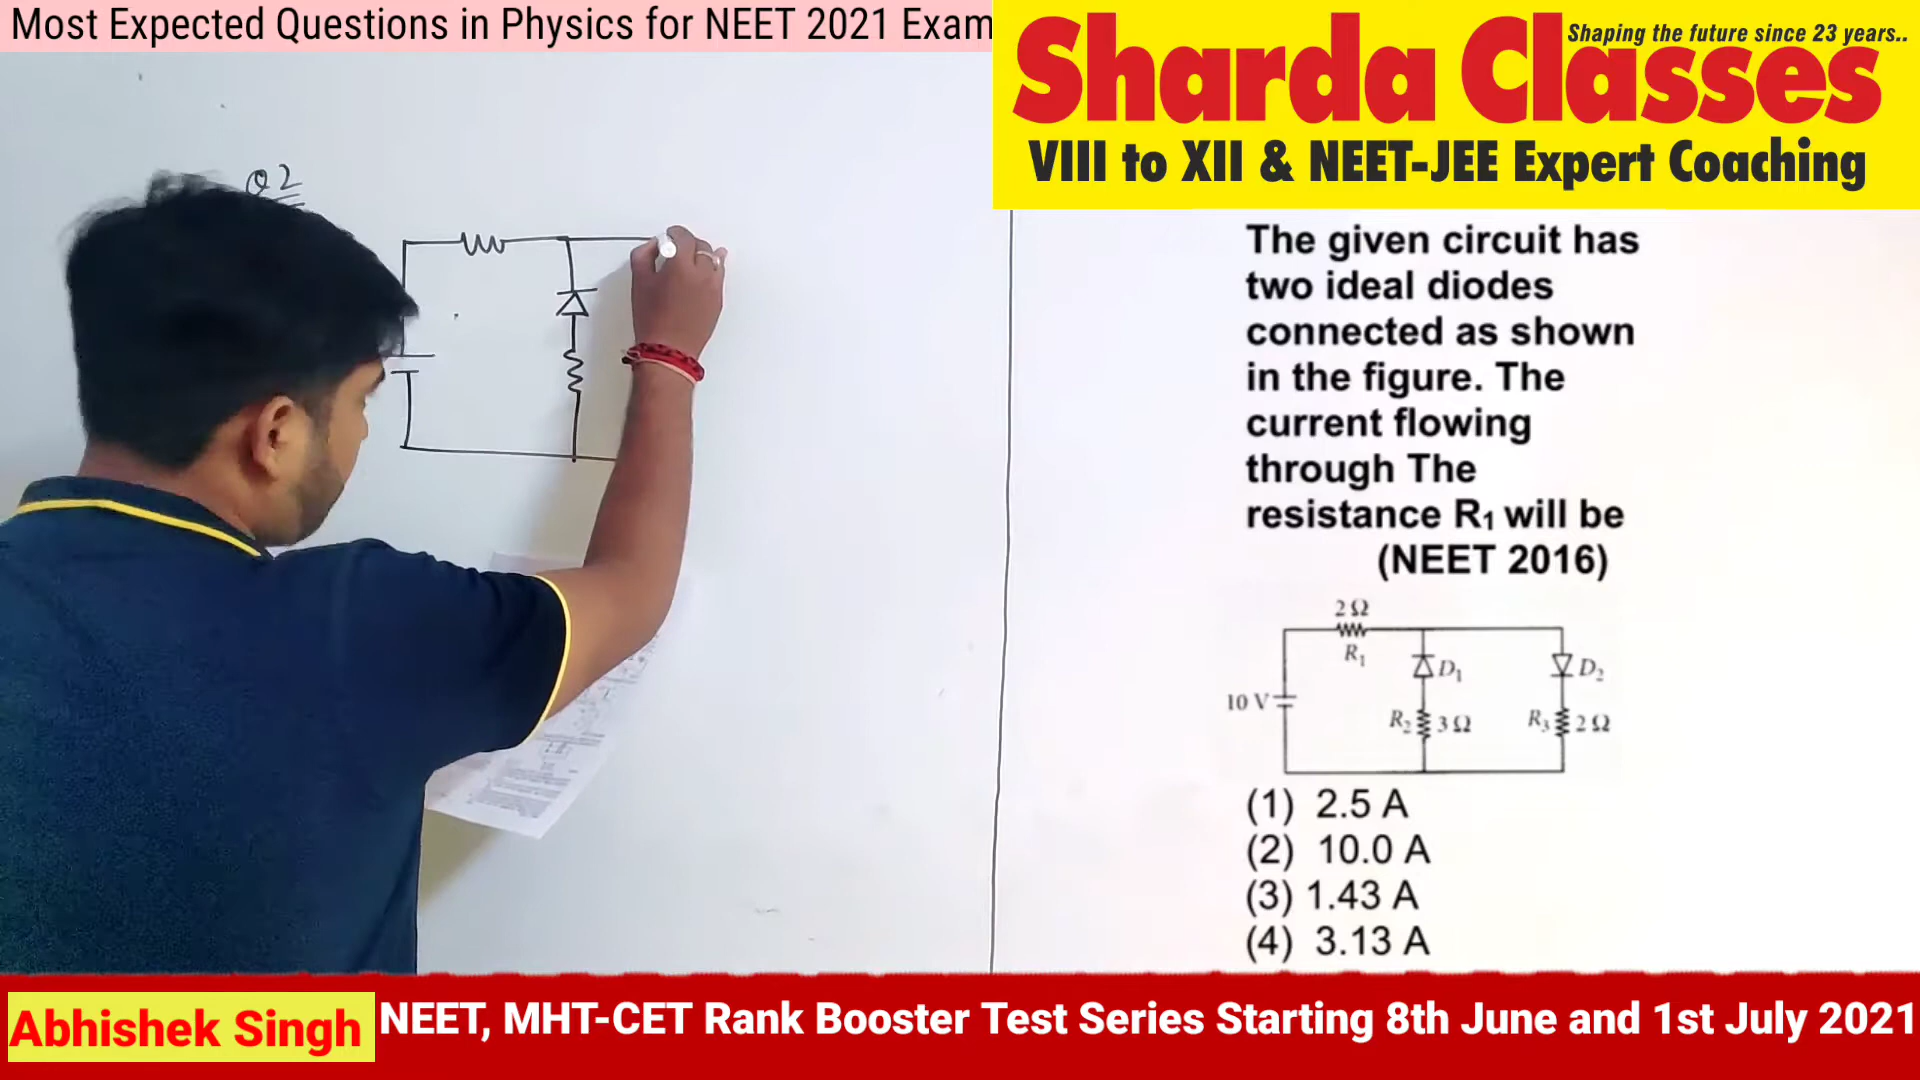 Most Expected Questions in Physics for NEET 2021 Exam
Shaping the future since 23 years..
Sharda Classes
VIII to XII & NEET-JEE Expert Coaching
Q2
The given circuit has
two ideal diodes
connected as shown
in the figure. The
current flowing
through The
resistance R₁ will be
(NEET 2016)
2 Ω
R₁
D₁
D₂
10 V
R₂ 3 Ω
R₃ 2 Ω
(1) 2.5 A
(2) 10.0 A
(3) 1.43 A
(4) 3.13 A
Abhishek Singh
NEET, MHT-CET Rank Booster Test Series Starting 8th June and 1st July 2021